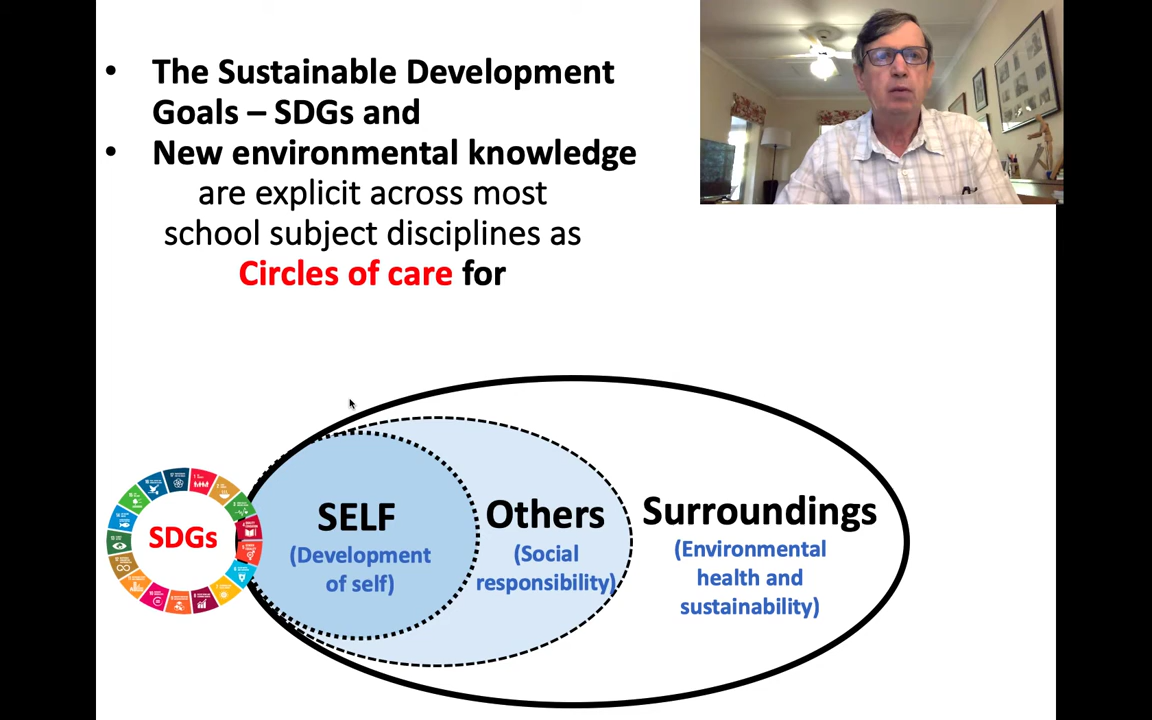 • The Sustainable Development
Goals – SDGs and
• New environmental knowledge
are explicit across most
school subject disciplines as
Circles of care for
SDGs
SELF
(Development
of self)
Others
(Social
responsibility)
Surroundings
(Environmental
health and
sustainability)